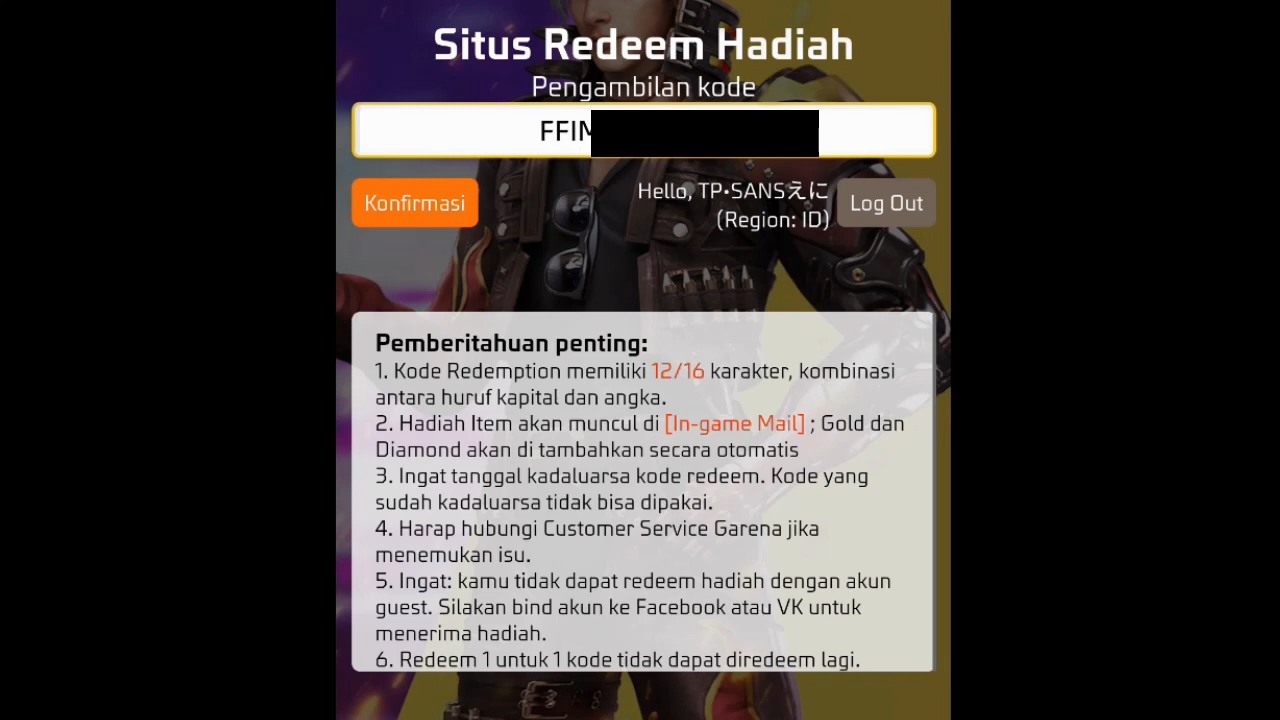 Situs Redeem Hadiah
Pengambilan kode
FFIM
Konfirmasi
Hello, TP•SANSえに
(Region: ID)
Log Out
Pemberitahuan penting:
1. Kode Redemption memiliki 12/16 karakter, kombinasi
antara huruf kapital dan angka.
2. Hadiah Item akan muncul di [In-game Mail] ; Gold dan
Diamond akan di tambahkan secara otomatis
3. Ingat tanggal kadaluarsa kode redeem. Kode yang
sudah kadaluarsa tidak bisa dipakai.
4. Harap hubungi Customer Service Garena jika
menemukan isu.
5. Ingat: kamu tidak dapat redeem hadiah dengan akun
guest. Silakan bind akun ke Facebook atau VK untuk
menerima hadiah.
6. Redeem 1 untuk 1 kode tidak dapat diredeem lagi.